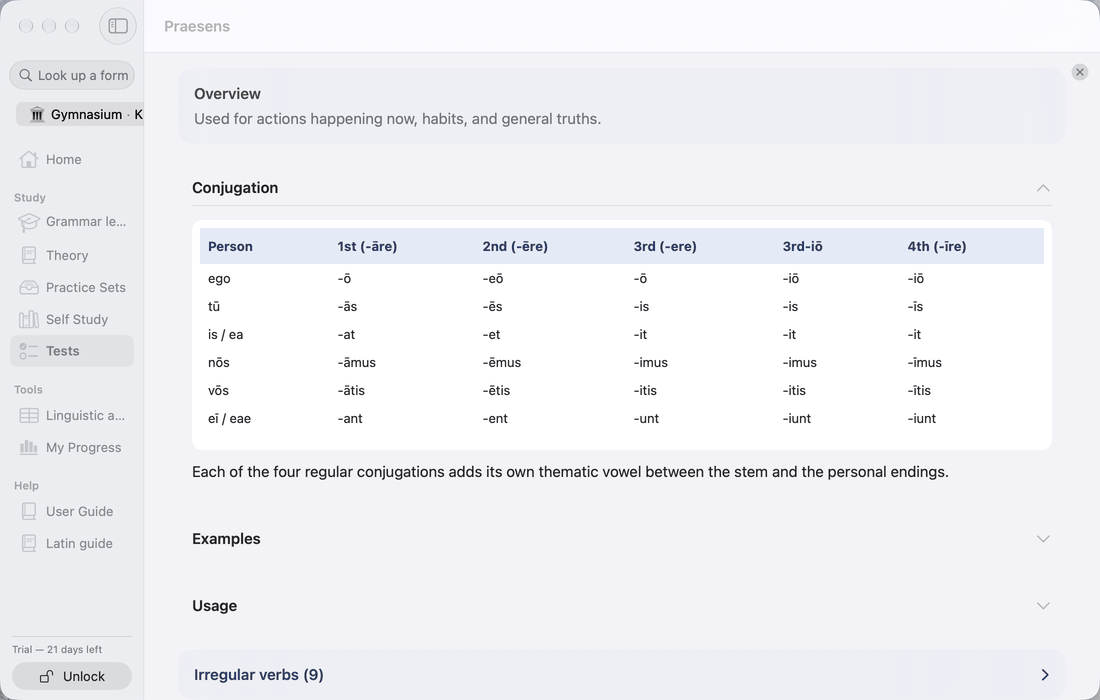 Praesens
Look up a form
Gymnasium · K
Home
Study
Grammar le...
Theory
Practice Sets
Self Study
Tests
Tools
Linguistic a...
My Progress
Help
User Guide
Latin guide
Trial — 21 days left
Unlock
Overview
Used for actions happening now, habits, and general truths.
Conjugation
Person 1st (-āre) 2nd (-ēre) 3rd (-ere) 3rd-iō 4th (-īre)
ego -ō -eō -ō -iō -iō
tū -ās -ēs -is -is -īs
is / ea -at -et -it -it -it
nōs -āmus -ēmus -imus -imus -īmus
vōs -ātis -ētis -itis -itis -ītis
eī / eae -ant -ent -unt -iunt -iunt
Each of the four regular conjugations adds its own thematic vowel between the stem and the personal endings.
Examples
Usage
Irregular verbs (9)